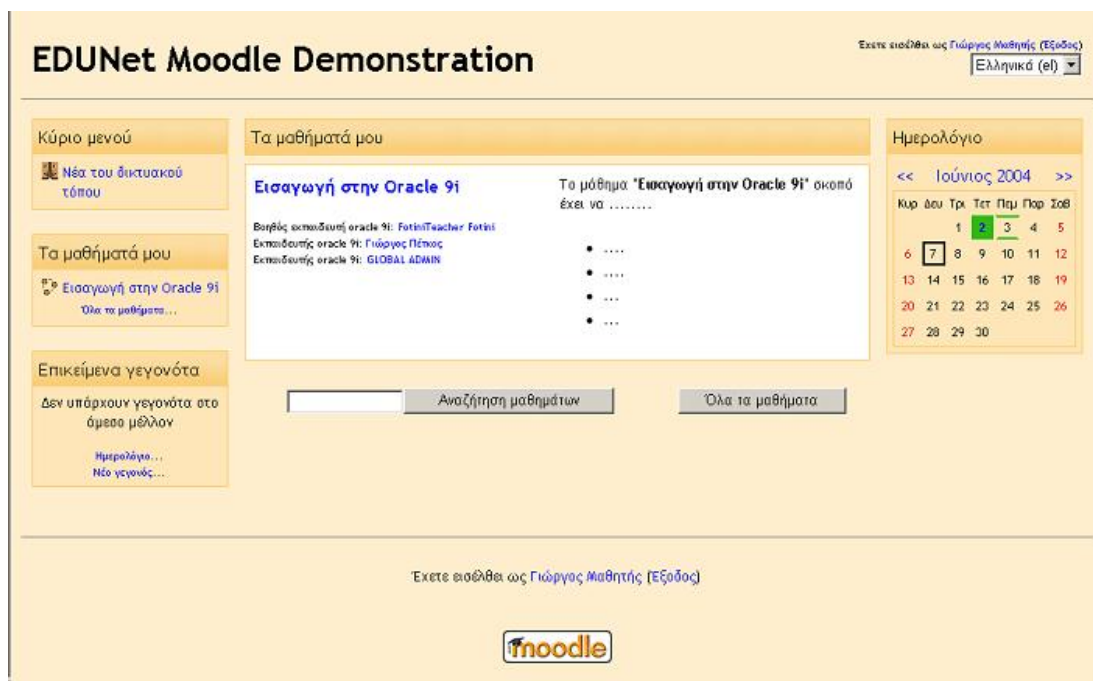 EDUNet Moodle Demonstration
Έχετε εισέλθει ως Γιώργος Μαθητής (Έξοδος)
Ελληνικά (el)
Κύριο μενού
Νέα του δικτυακού
τόπου
Τα μαθήματά μου
Εισαγωγή στην Oracle 9i
Όλα τα μαθήματα...
Επικείμενα γεγονότα
Δεν υπάρχουν γεγονότα στο
άμεσο μέλλον
Ημερολόγιο...
Νέο γεγονός...
Τα μαθήματά μου
Εισαγωγή στην Oracle 9i
Βοηθός εκπαιδευτή oracle 9i: FotiniTeacher Fotini
Εκπαιδευτής oracle 9i: Γιώργος Πέπκος
Εκπαιδευτής oracle 9i: GLOBAL ADMIN
Το μάθημα "Εισαγωγή στην Oracle 9i" σκοπό
έχει να ........
• ....
• ....
• ...
• ...
Αναζήτηση μαθημάτων
Όλα τα μαθήματα
Ημερολόγιο
<< Ιούνιος 2004 >>
Κυρ Δευ Τρι Τετ Πεμ Παρ Σαβ
1 2 3 4 5
6 7 8 9 10 11 12
13 14 15 16 17 18 19
20 21 22 23 24 25 26
27 28 29 30
Έχετε εισέλθει ως Γιώργος Μαθητής (Έξοδος)
moodle